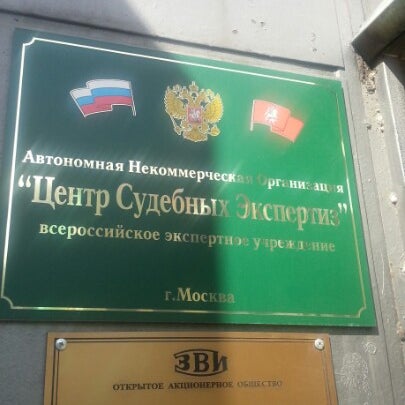 Автономная Некоммерческая Организация
"Центр Судебных Экспертиз"
всероссийское экспертное учреждение
г.Москва
ЗВИ
ОТКРЫТОЕ АКЦИОНЕРНОЕ ОБЩЕСТВО